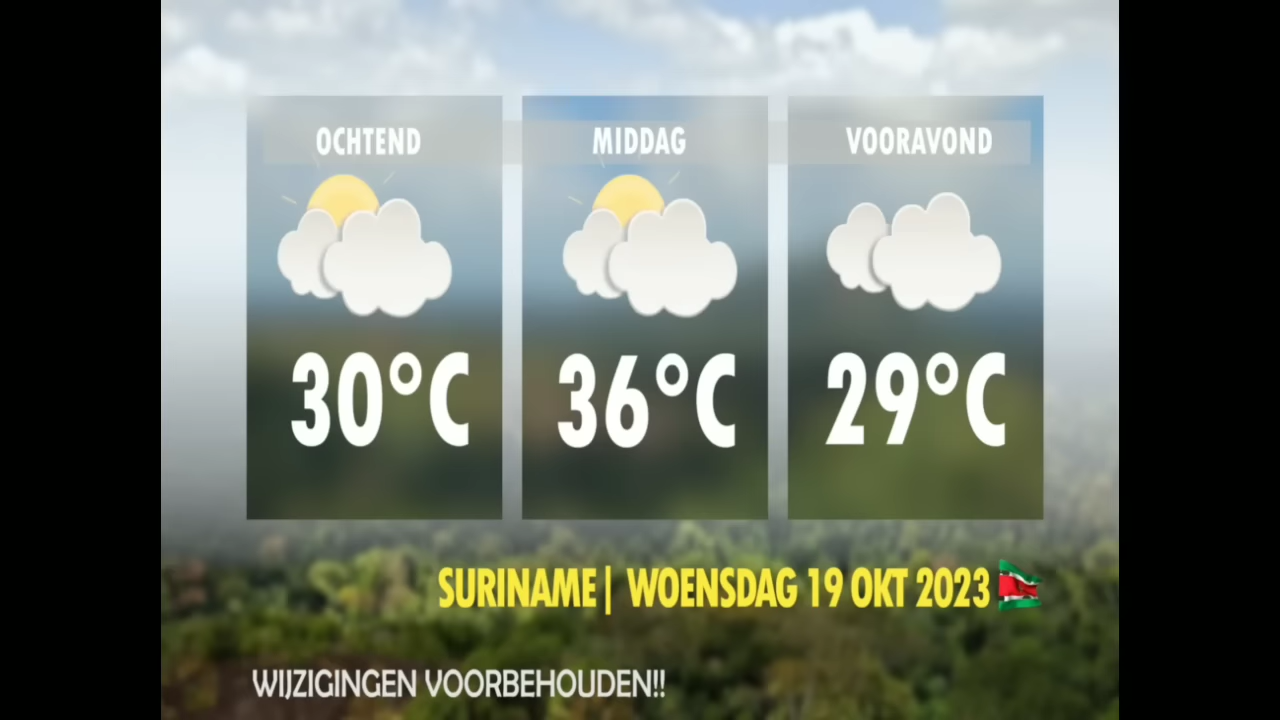 OCHTEND
MIDDAG
VOORAVOND
30°C
36°C
29°C
SURINAME| WOENSDAG 19 OKT 2023
WIJZIGINGEN VOORBEHOUDEN!!